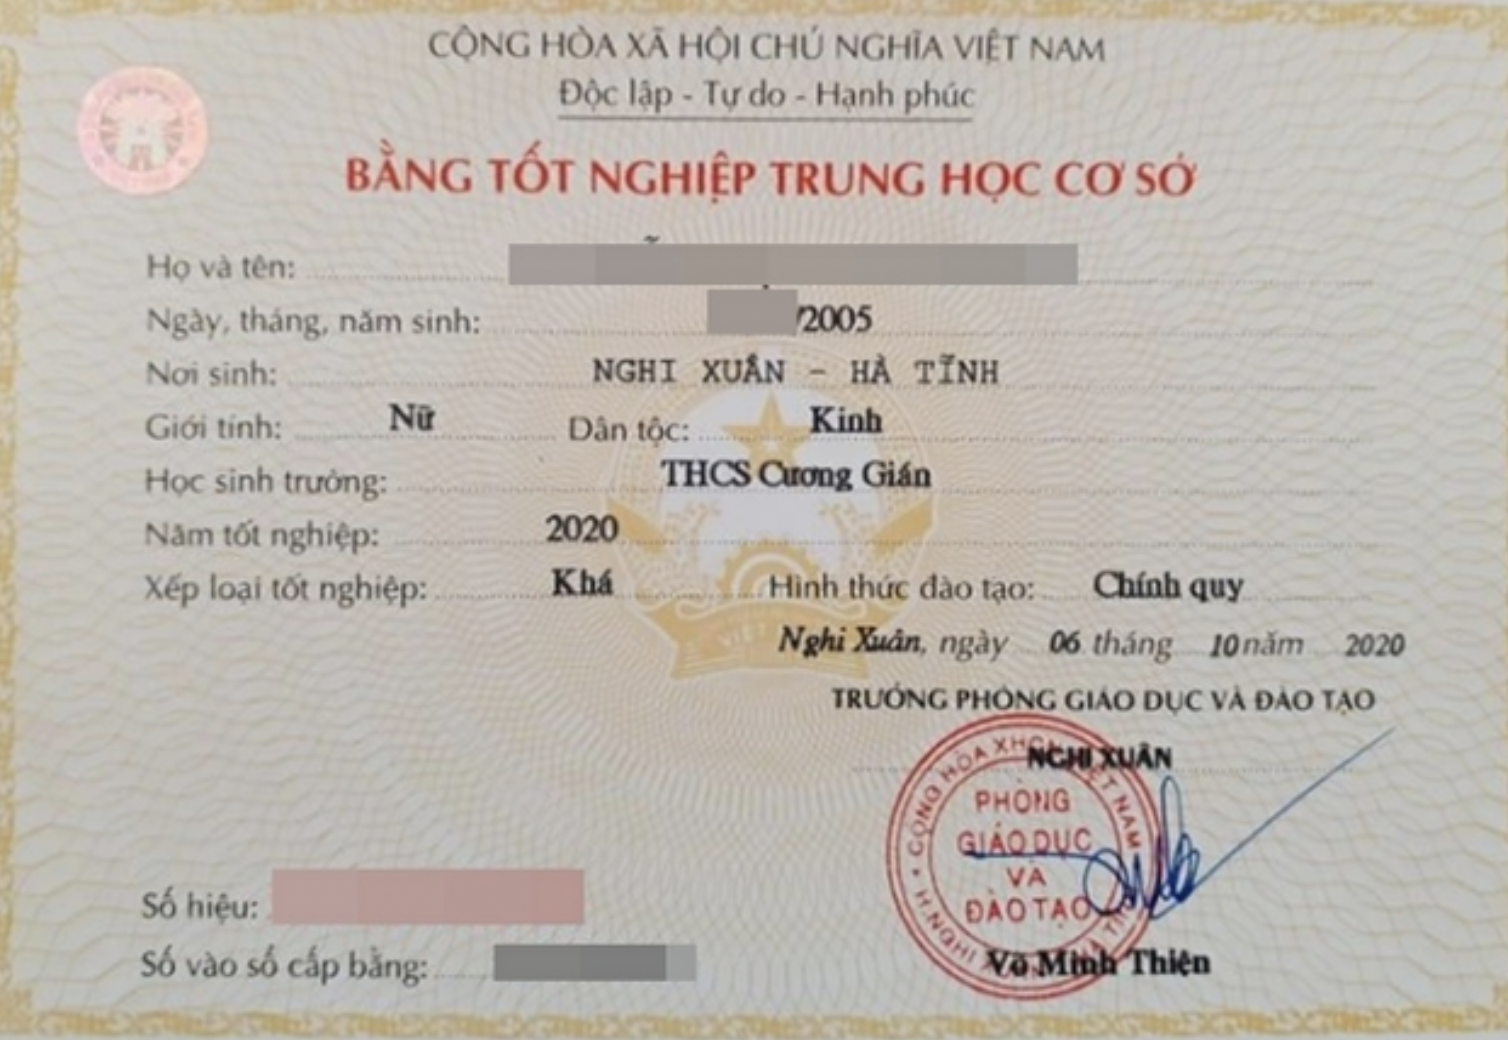 CỘNG HÒA XÃ HỘI CHỦ NGHĨA VIỆT NAM
Độc lập - Tự do - Hạnh phúc
BẰNG TỐT NGHIỆP TRUNG HỌC CƠ SỞ
Họ và tên:
Ngày, tháng, năm sinh: /2005
Nơi sinh: NGHI XUÂN - HÀ TĨNH
Giới tính: Nữ Dân tộc: Kinh
Học sinh trường: THCS Cương Gián
Năm tốt nghiệp: 2020
Xếp loại tốt nghiệp: Khá Hình thức đào tạo: Chính quy
Nghi Xuân, ngày 06 tháng 10 năm 2020
TRƯỞNG PHÒNG GIÁO DỤC VÀ ĐÀO TẠO
NGHI XUÂN
PHÒNG
GIÁO DỤC
VÀ
ĐÀO TẠO
CỘNG HÒA XHCN VIỆT NAM
Võ Minh Thiện
Số hiệu:
Số vào sổ cấp bằng: